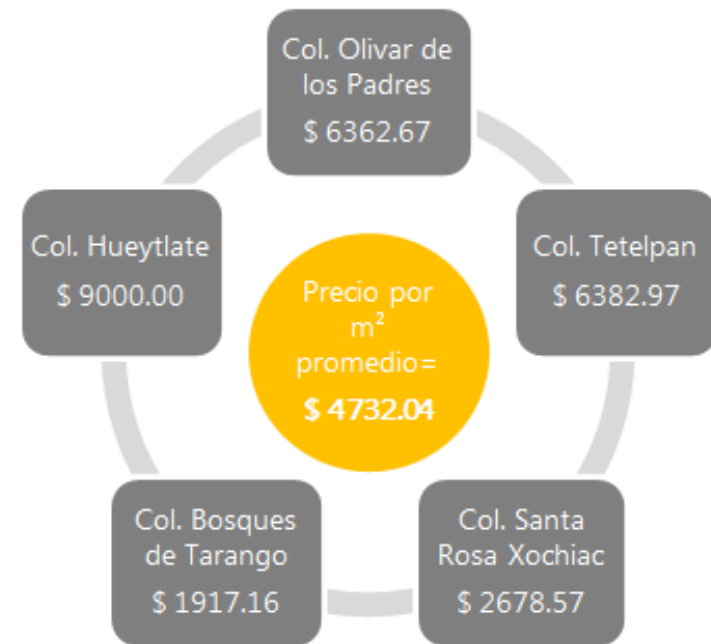 Col. Olivar de
los Padres
$ 6362.67
Col. Hueytlate
$ 9000.00
Precio por
m²
promedio=
$ 4732.04
Col. Tetelpan
$ 6382.97
Col. Bosques
de Tarango
$ 1917.16
Col. Santa
Rosa Xochiac
$ 2678.57